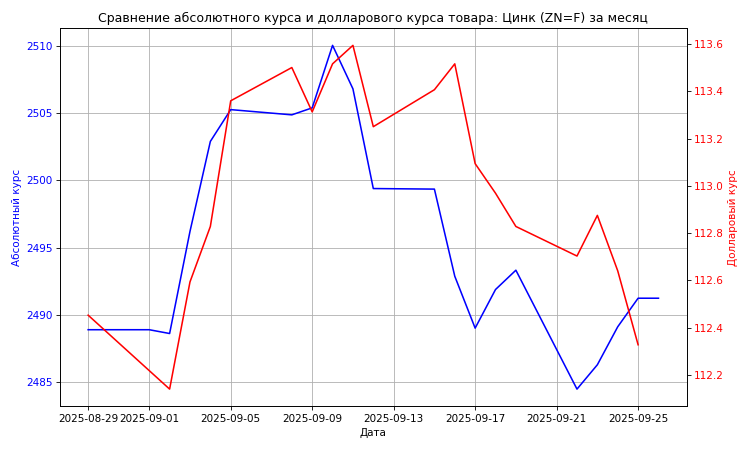 Сравнение абсолютного курса и долларового курса товара: Цинк (ZN=F) за месяц
Абсолютный курс
2510
2505
2500
2495
2490
2485
113.6
113.4
113.2
113.0
112.8
112.6
112.4
112.2
Долларовый курс
2025-08-29 2025-09-01 2025-09-05 2025-09-09 2025-09-13 2025-09-17 2025-09-21 2025-09-25
Дата